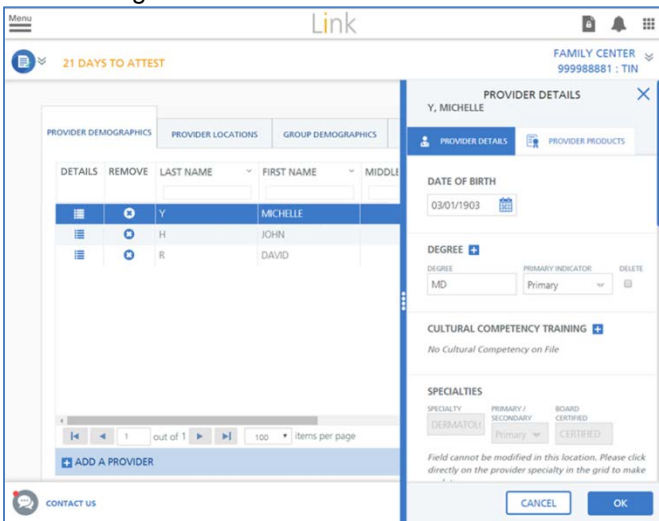 Menu
Link
21 DAYS TO ATTEST
FAMILY CENTER
999988881 : TIN
PROVIDER DEMOGRAPHICS
PROVIDER LOCATIONS
GROUP DEMOGRAPHICS
DETAILS REMOVE LAST NAME FIRST NAME MIDDLE
Y MICHELLE
H JOHN
R DAVID
1 out of 1 100 items per page
ADD A PROVIDER
CONTACT US
PROVIDER DETAILS
Y, MICHELLE
PROVIDER DETAILS
PROVIDER PRODUCTS
DATE OF BIRTH
03/01/1903
DEGREE
DEGREE PRIMARY INDICATOR DELETE
MD Primary
CULTURAL COMPETENCY TRAINING
No Cultural Competency on File
SPECIALTIES
SPECIALTY PRIMARY / SECONDARY BOARD CERTIFIED
DERMATOL Primary CERTIFIED
Field cannot be modified in this location. Please click
directly on the provider specialty in the grid to make
CANCEL OK